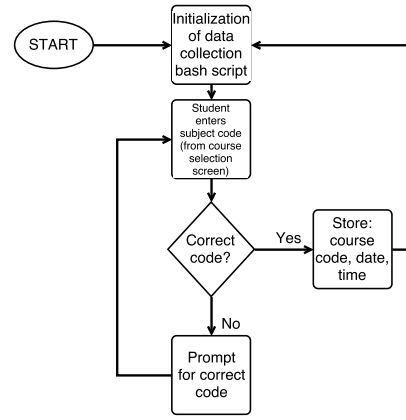 START
Initialization
of data
collection
bash script
Student
enters
subject code
(from course
selection
screen)
Correct
code?
Yes
Store:
course
code, date,
time
No
Prompt
for correct
code